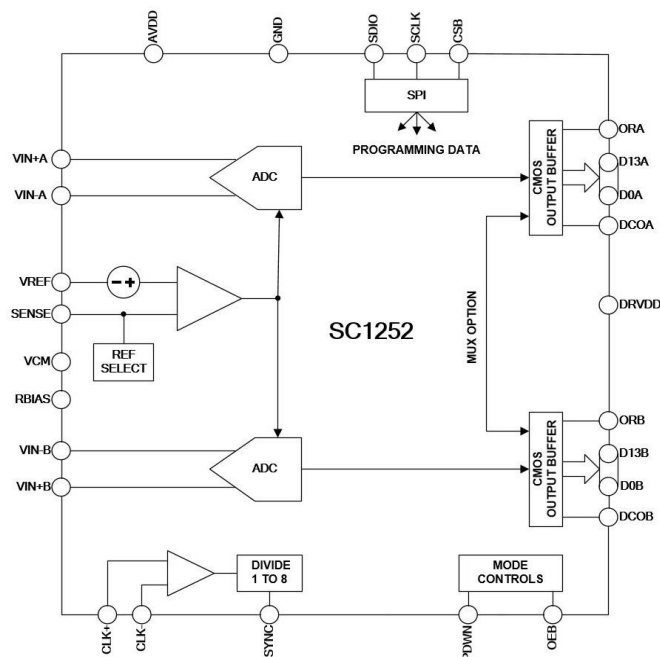 AVDD
GND
SDIO
SCLK
CSB
SPI
PROGRAMMING DATA
VIN+A
VIN-A
ADC
CMOS
OUTPUT BUFFER
ORA
D13A
D0A
DCOA
VREF
- +
SENSE
REF
SELECT
VCM
RBIAS
SC1252
MUX OPTION
DRVDD
VIN-B
VIN+B
ADC
CMOS
OUTPUT BUFFER
ORB
D13B
D0B
DCOB
DIVIDE
1 TO 8
MODE
CONTROLS
CLK+
CLK-
SYNC
PDWN
OEB